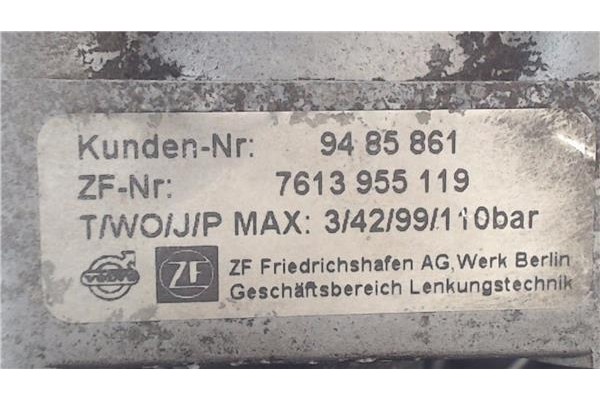 Kunden-Nr: 94 85 861
ZF-Nr: 7613 955 119
T/WO/J/P MAX: 3/42/99/110bar
VOLVO ZF ZF Friedrichshafen AG, Werk Berlin
Geschäftsbereich Lenkungstechnik